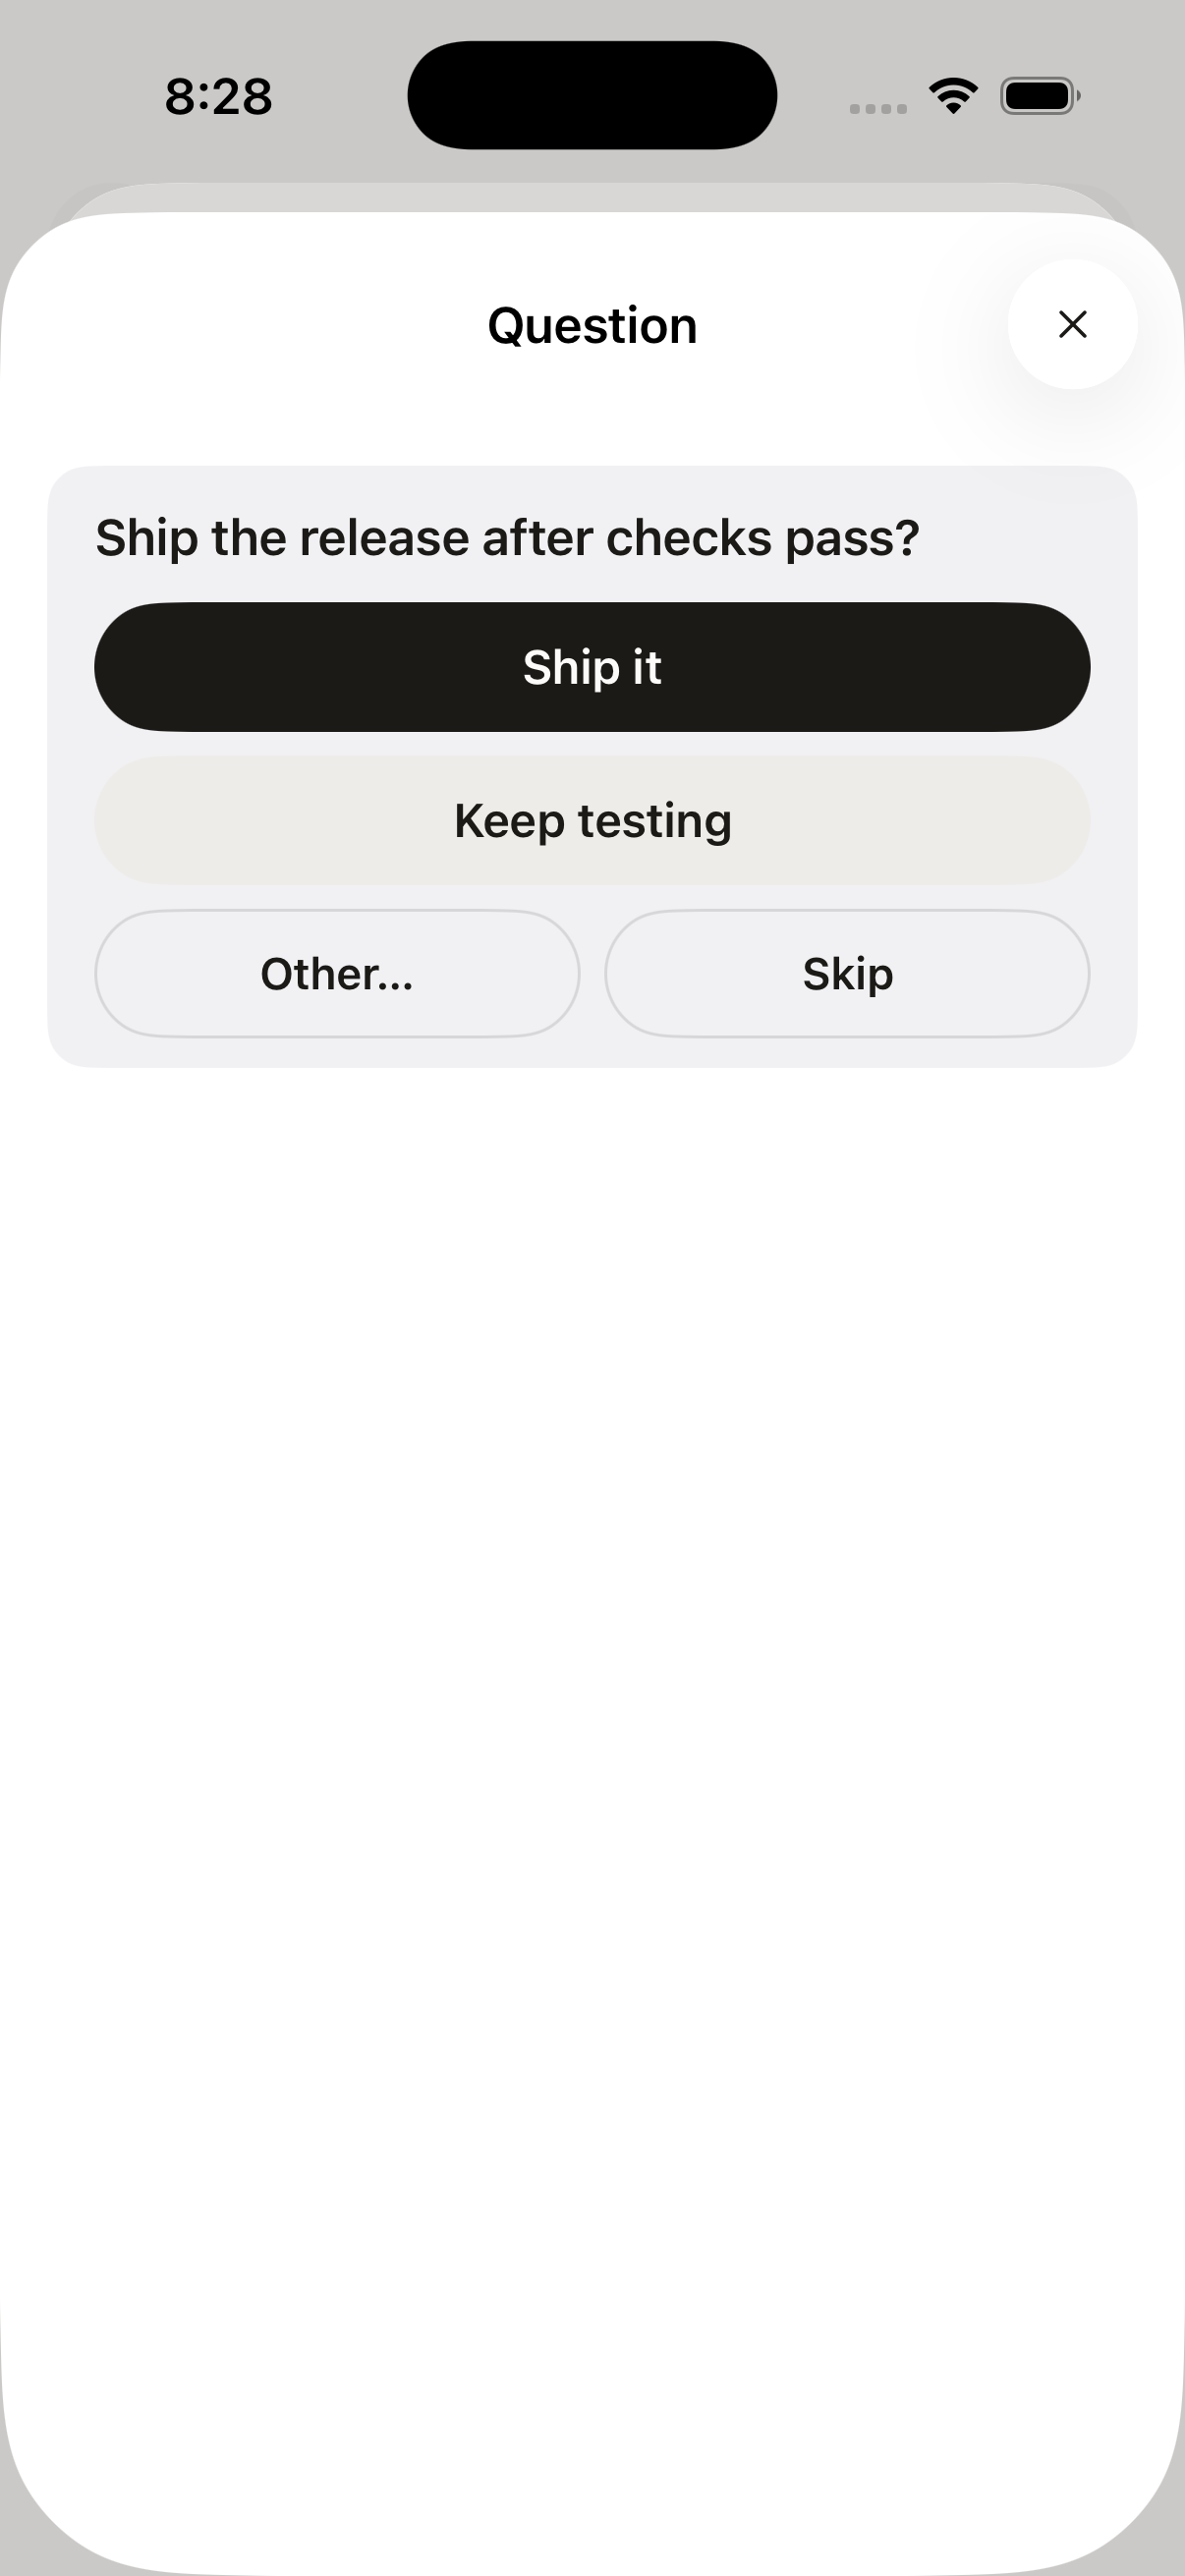 8:28
Question
Ship the release after checks pass?
Ship it
Keep testing
Other...
Skip